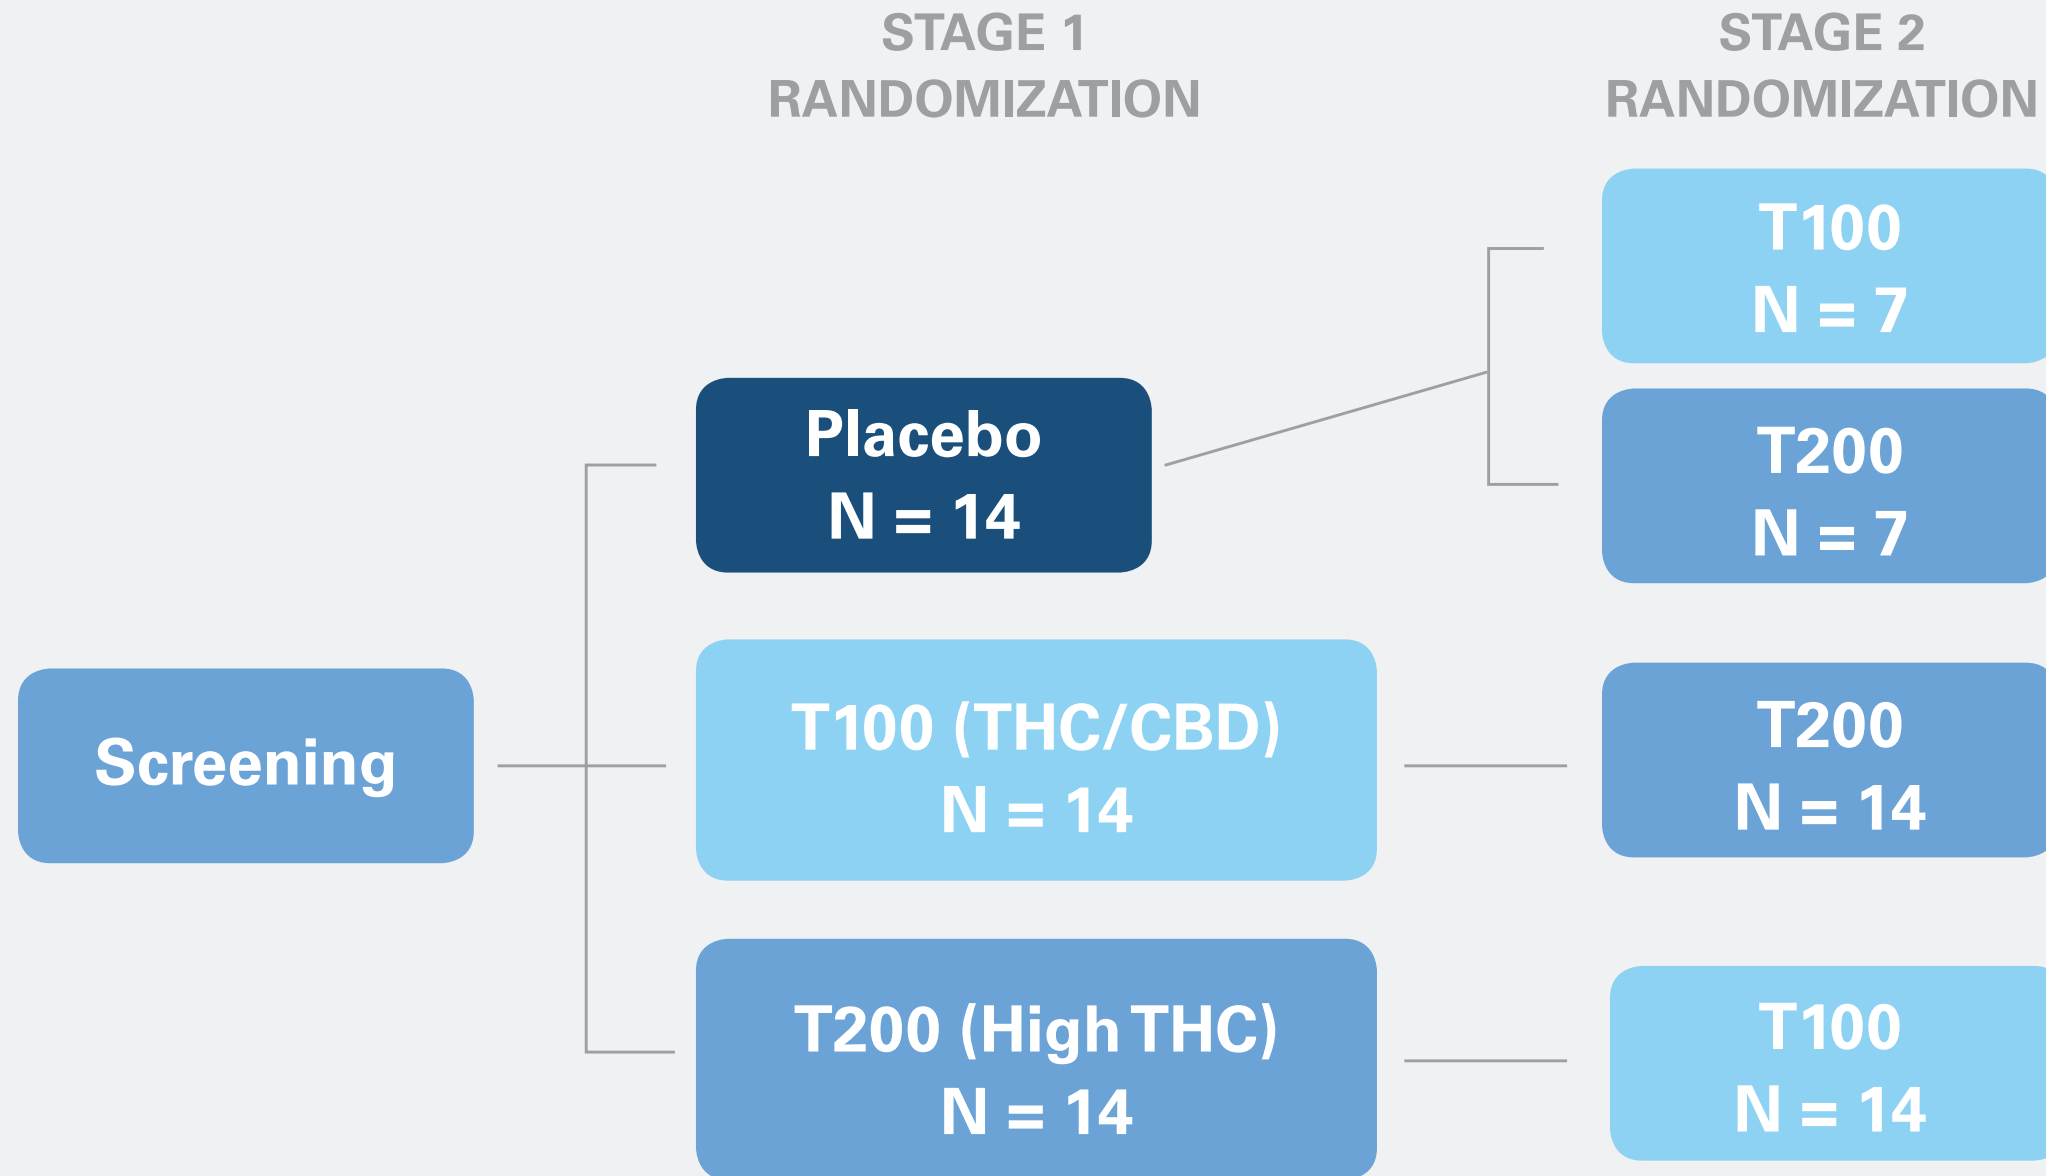 STAGE 1
RANDOMIZATION
STAGE 2
RANDOMIZATION
T100
N = 7
Placebo
N = 14
T200
N = 7
Screening
T100 (THC/CBD)
N = 14
T200
N = 14
T200 (High THC)
N = 14
T100
N = 14